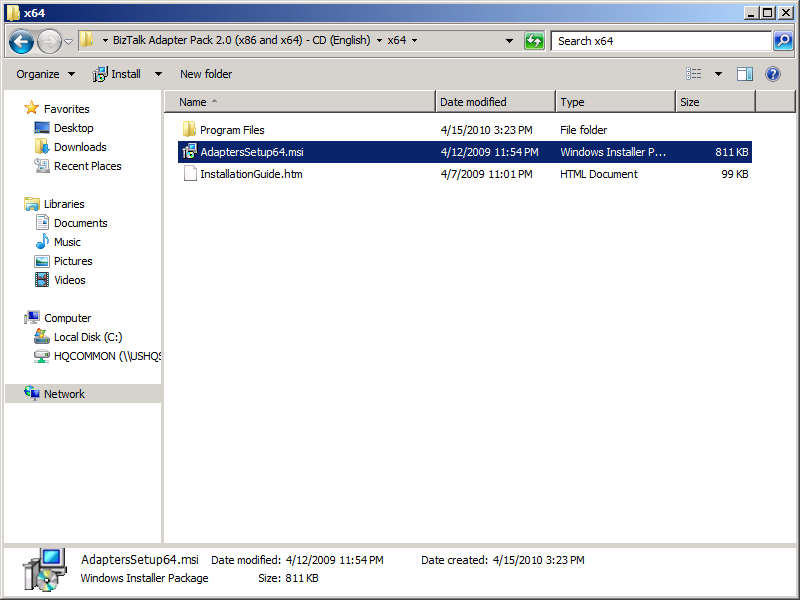 x64
BizTalk Adapter Pack 2.0 (x86 and x64) - CD (English) x64 Search x64
Organize Install New folder
Name Date modified Type Size
Favorites
Desktop
Downloads
Recent Places
Libraries
Documents
Music
Pictures
Videos
Computer
Local Disk (C:)
HQCOMMON (\\USHQS
Network
Program Files 4/15/2010 3:23 PM File folder
AdaptersSetup64.msi 4/12/2009 11:54 PM Windows Installer P... 811 KB
InstallationGuide.htm 4/7/2009 11:01 PM HTML Document 99 KB
AdaptersSetup64.msi Date modified: 4/12/2009 11:54 PM Date created: 4/15/2010 3:23 PM
Windows Installer Package Size: 811 KB